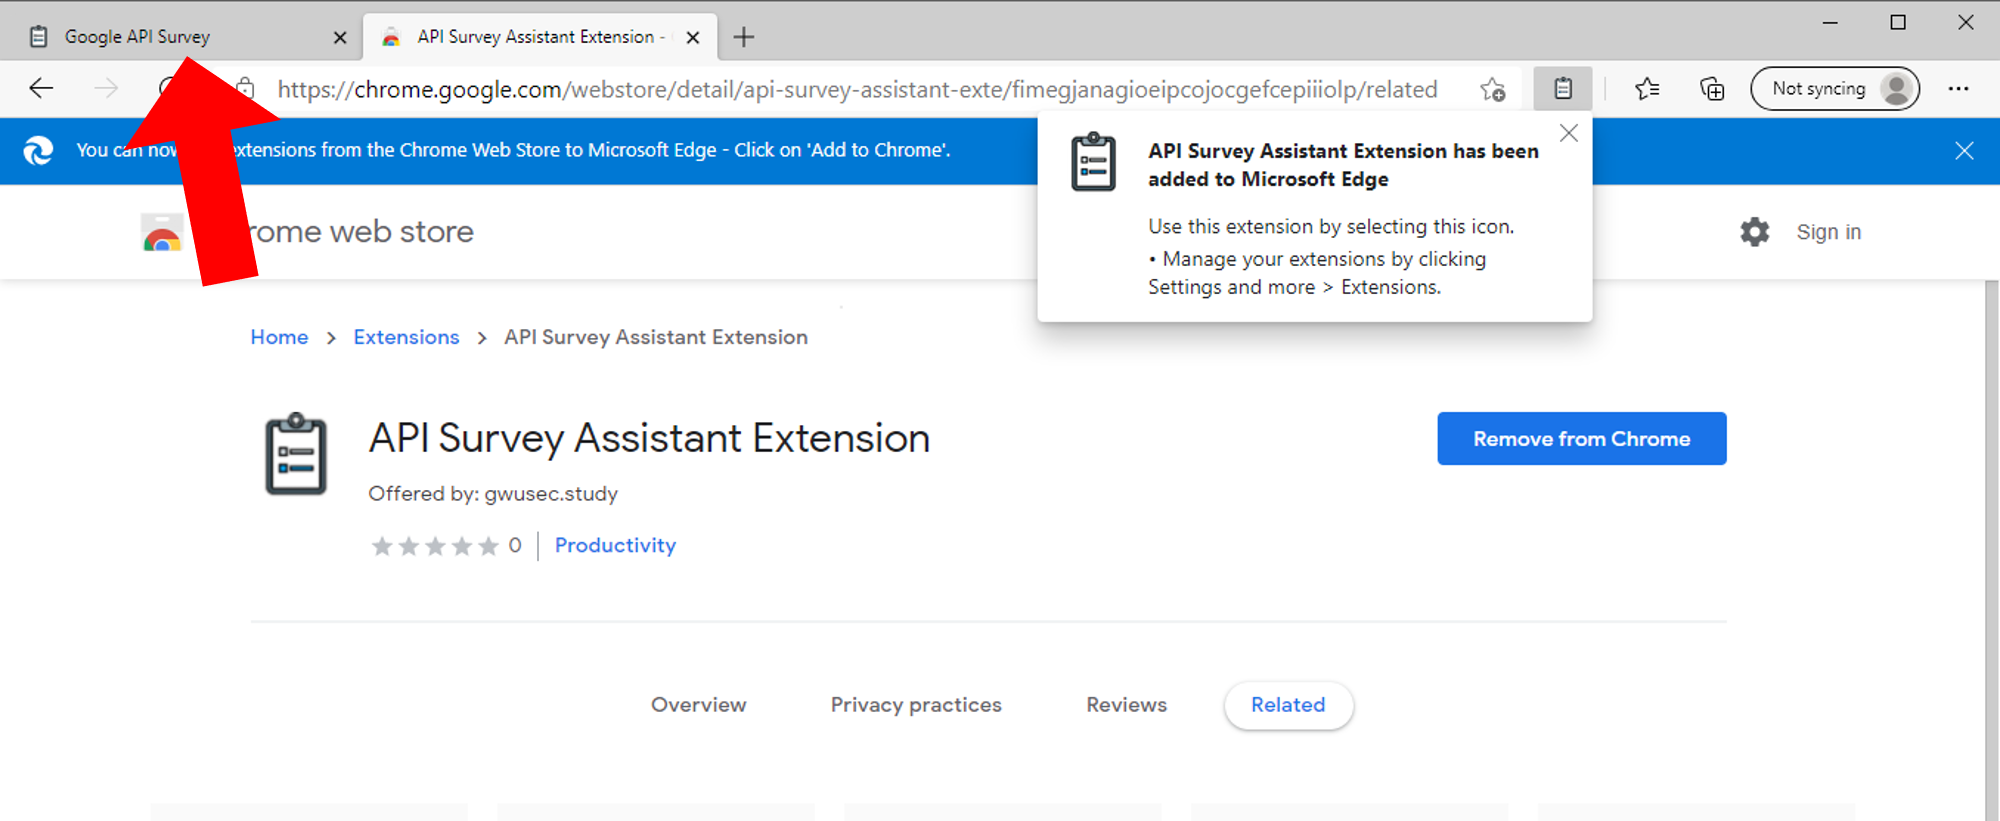 Google API Survey
API Survey Assistant Extension -
https://chrome.google.com/webstore/detail/api-survey-assistant-exte/fimegjanagioeipcojocgefcepiiiolp/related
Not syncing
You can now extensions from the Chrome Web Store to Microsoft Edge - Click on 'Add to Chrome'.
API Survey Assistant Extension has been
added to Microsoft Edge
Use this extension by selecting this icon.
• Manage your extensions by clicking
Settings and more > Extensions.
rome web store
Sign in
Home > Extensions > API Survey Assistant Extension
API Survey Assistant Extension
Remove from Chrome
Offered by: gwusec.study
0 | Productivity
Overview Privacy practices Reviews Related